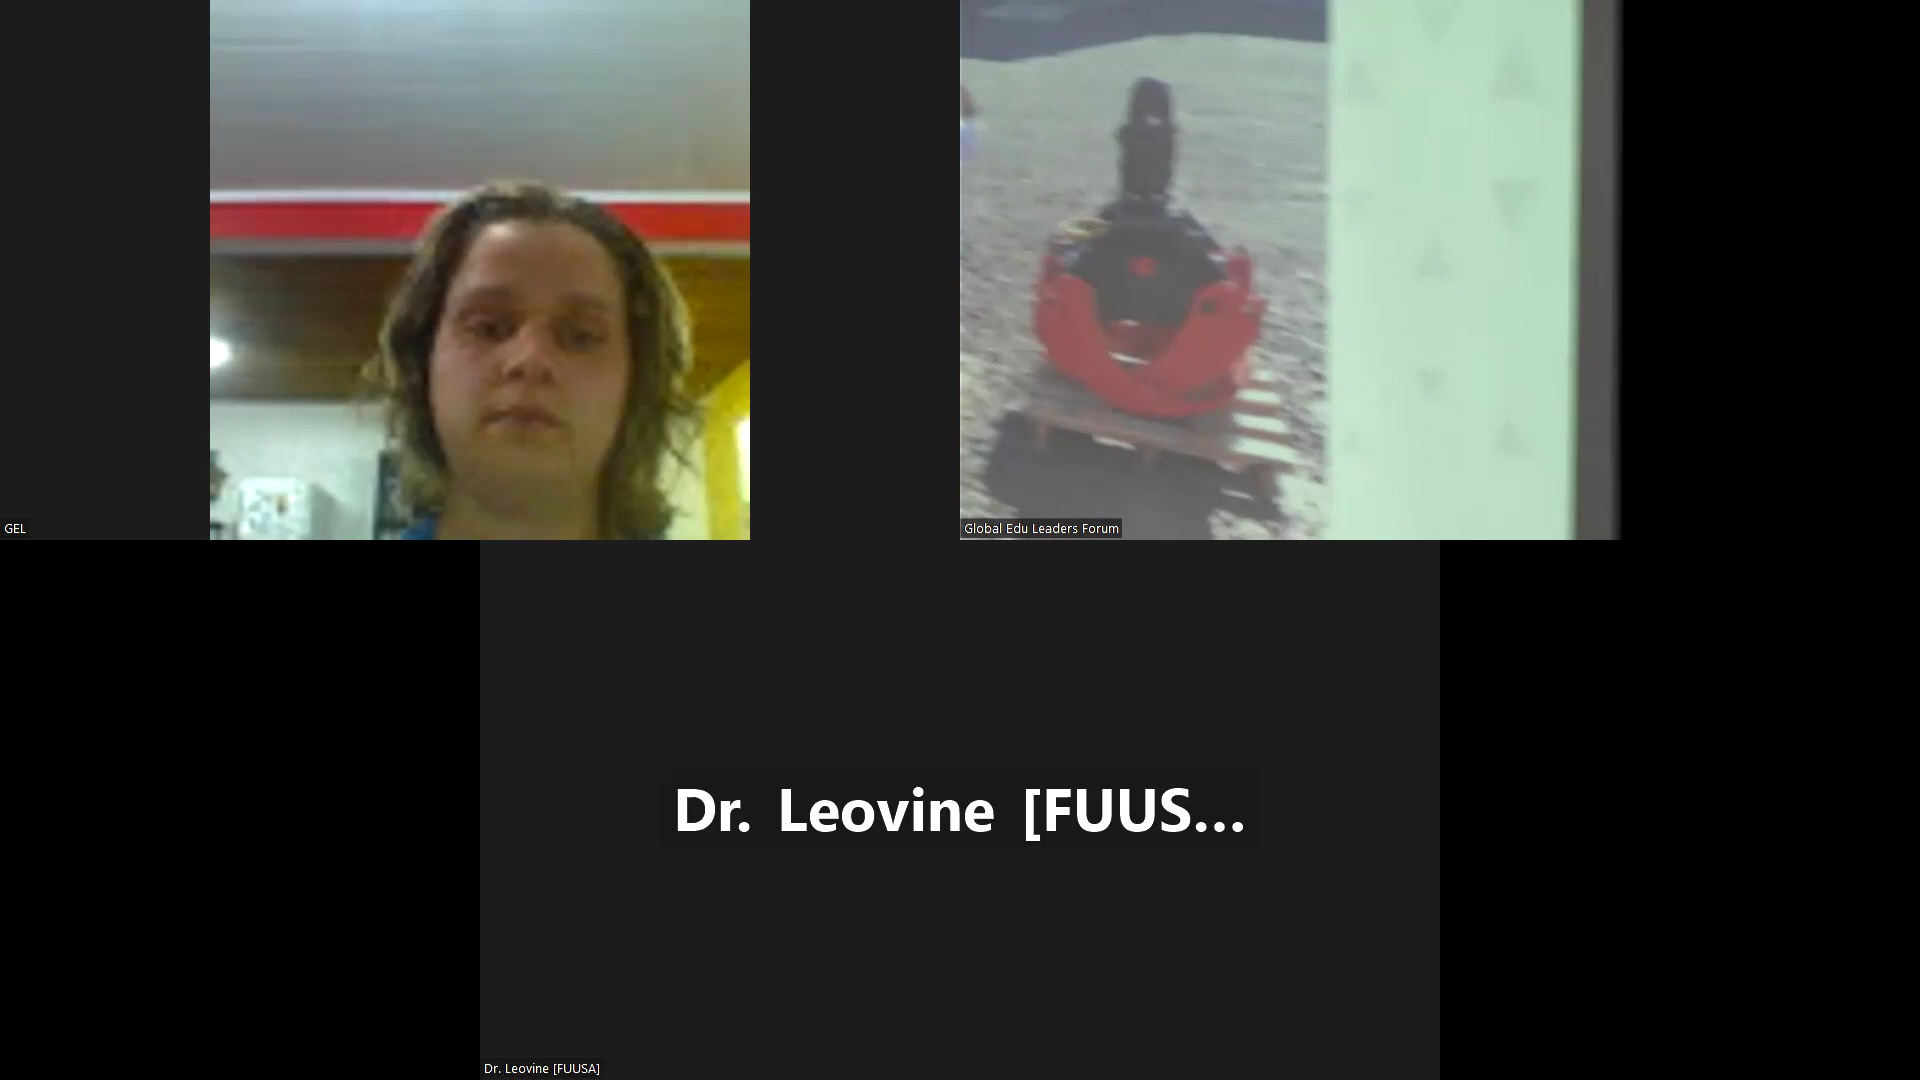 GEL
Global Edu Leaders Forum
Dr. Leovine [FUUS...
Dr. Leovine [FUUSA]